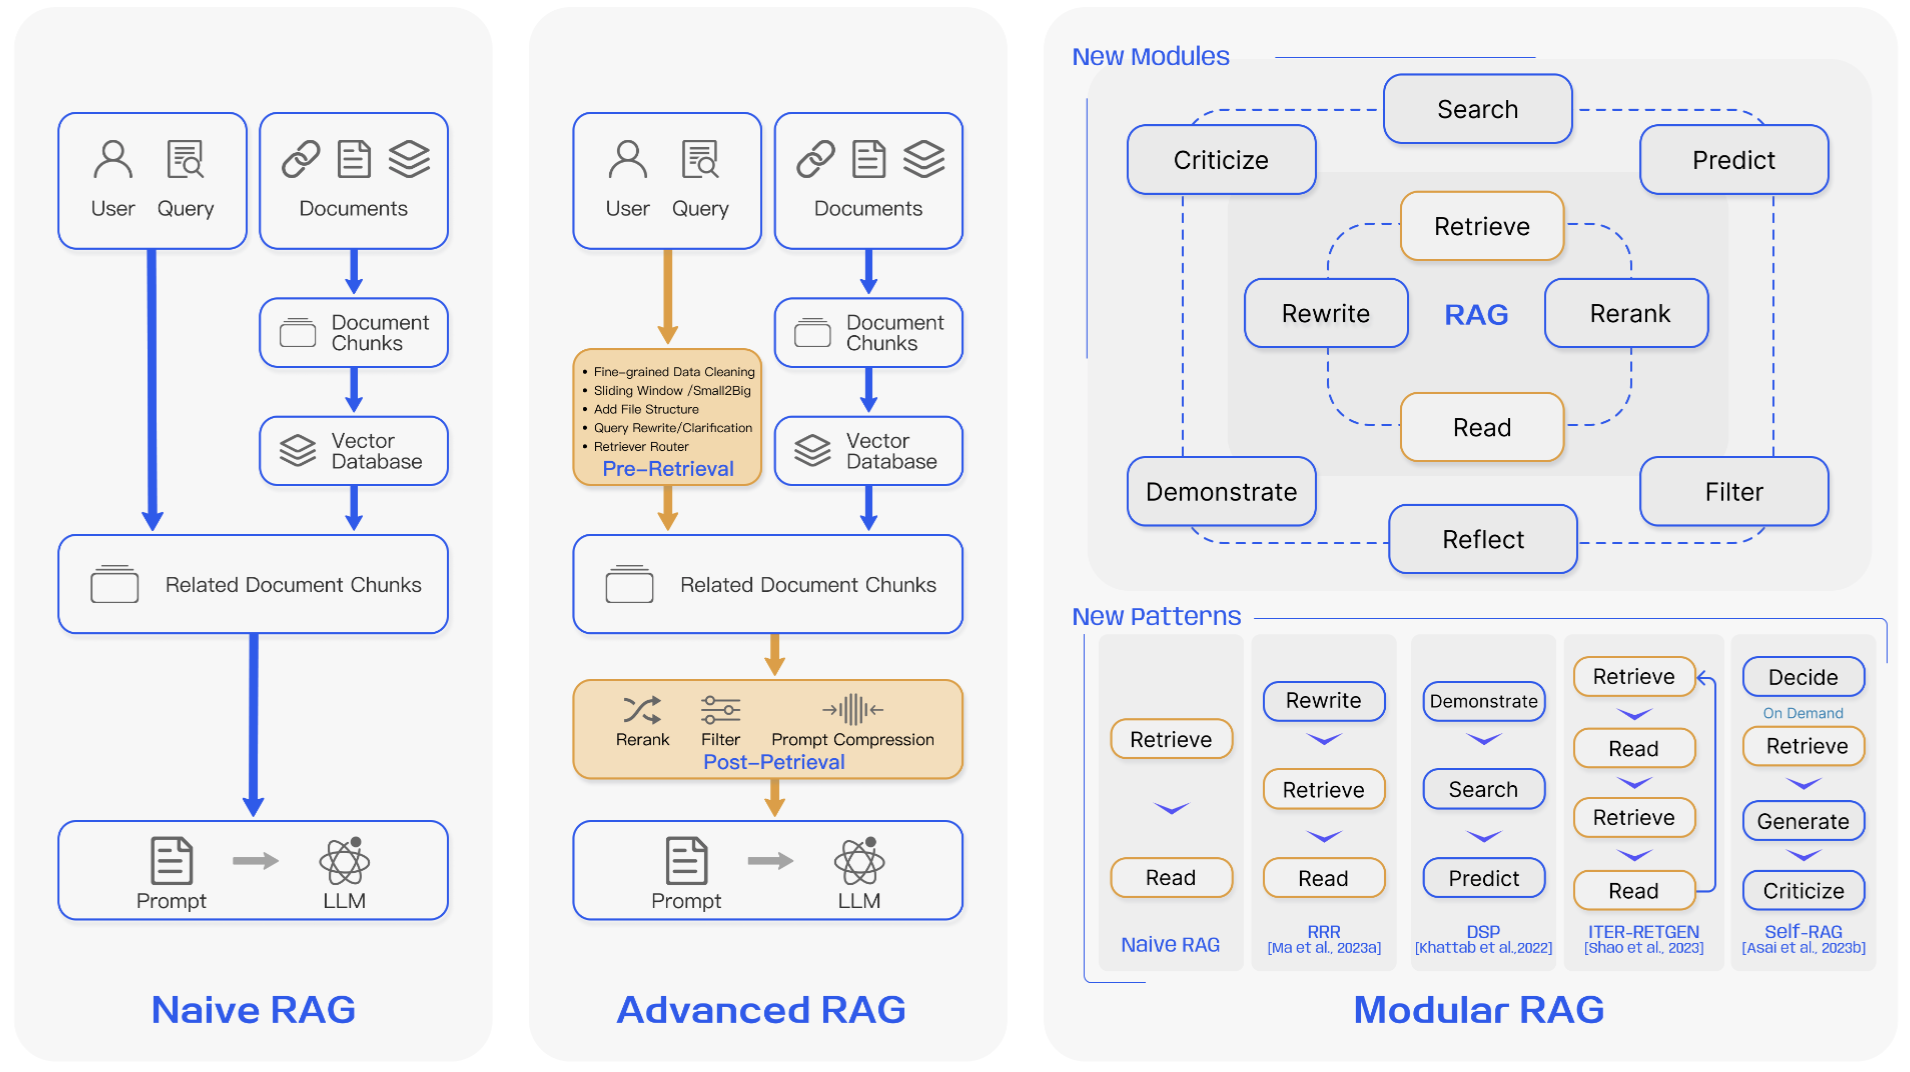 User Query
Documents
Document
Chunks
Vector
Database
Related Document Chunks
Prompt
LLM
Naive RAG
User Query
Documents
• Fine-grained Data Cleaning
• Sliding Window /Small2Big
• Add File Structure
• Query Rewrite/Clarification
• Retriever Router
Pre-Retrieval
Document
Chunks
Vector
Database
Related Document Chunks
Rerank
Filter
Prompt Compression
Post-Petrieval
Prompt
LLM
Advanced RAG
New Modules
Search
Criticize
Predict
Retrieve
Rewrite
RAG
Rerank
Read
Demonstrate
Filter
Reflect
New Patterns
Retrieve
Read
Naive RAG
Rewrite
Retrieve
Read
RRR
[Ma et al., 2023a]
Demonstrate
Search
Predict
DSP
[Khattab et al.,2022]
Retrieve
Read
Retrieve
Read
ITER-RETGEN
[Shao et al., 2023]
Decide
On Demand
Retrieve
Generate
Criticize
Self-RAG
[Asai et al., 2023b]
Modular RAG